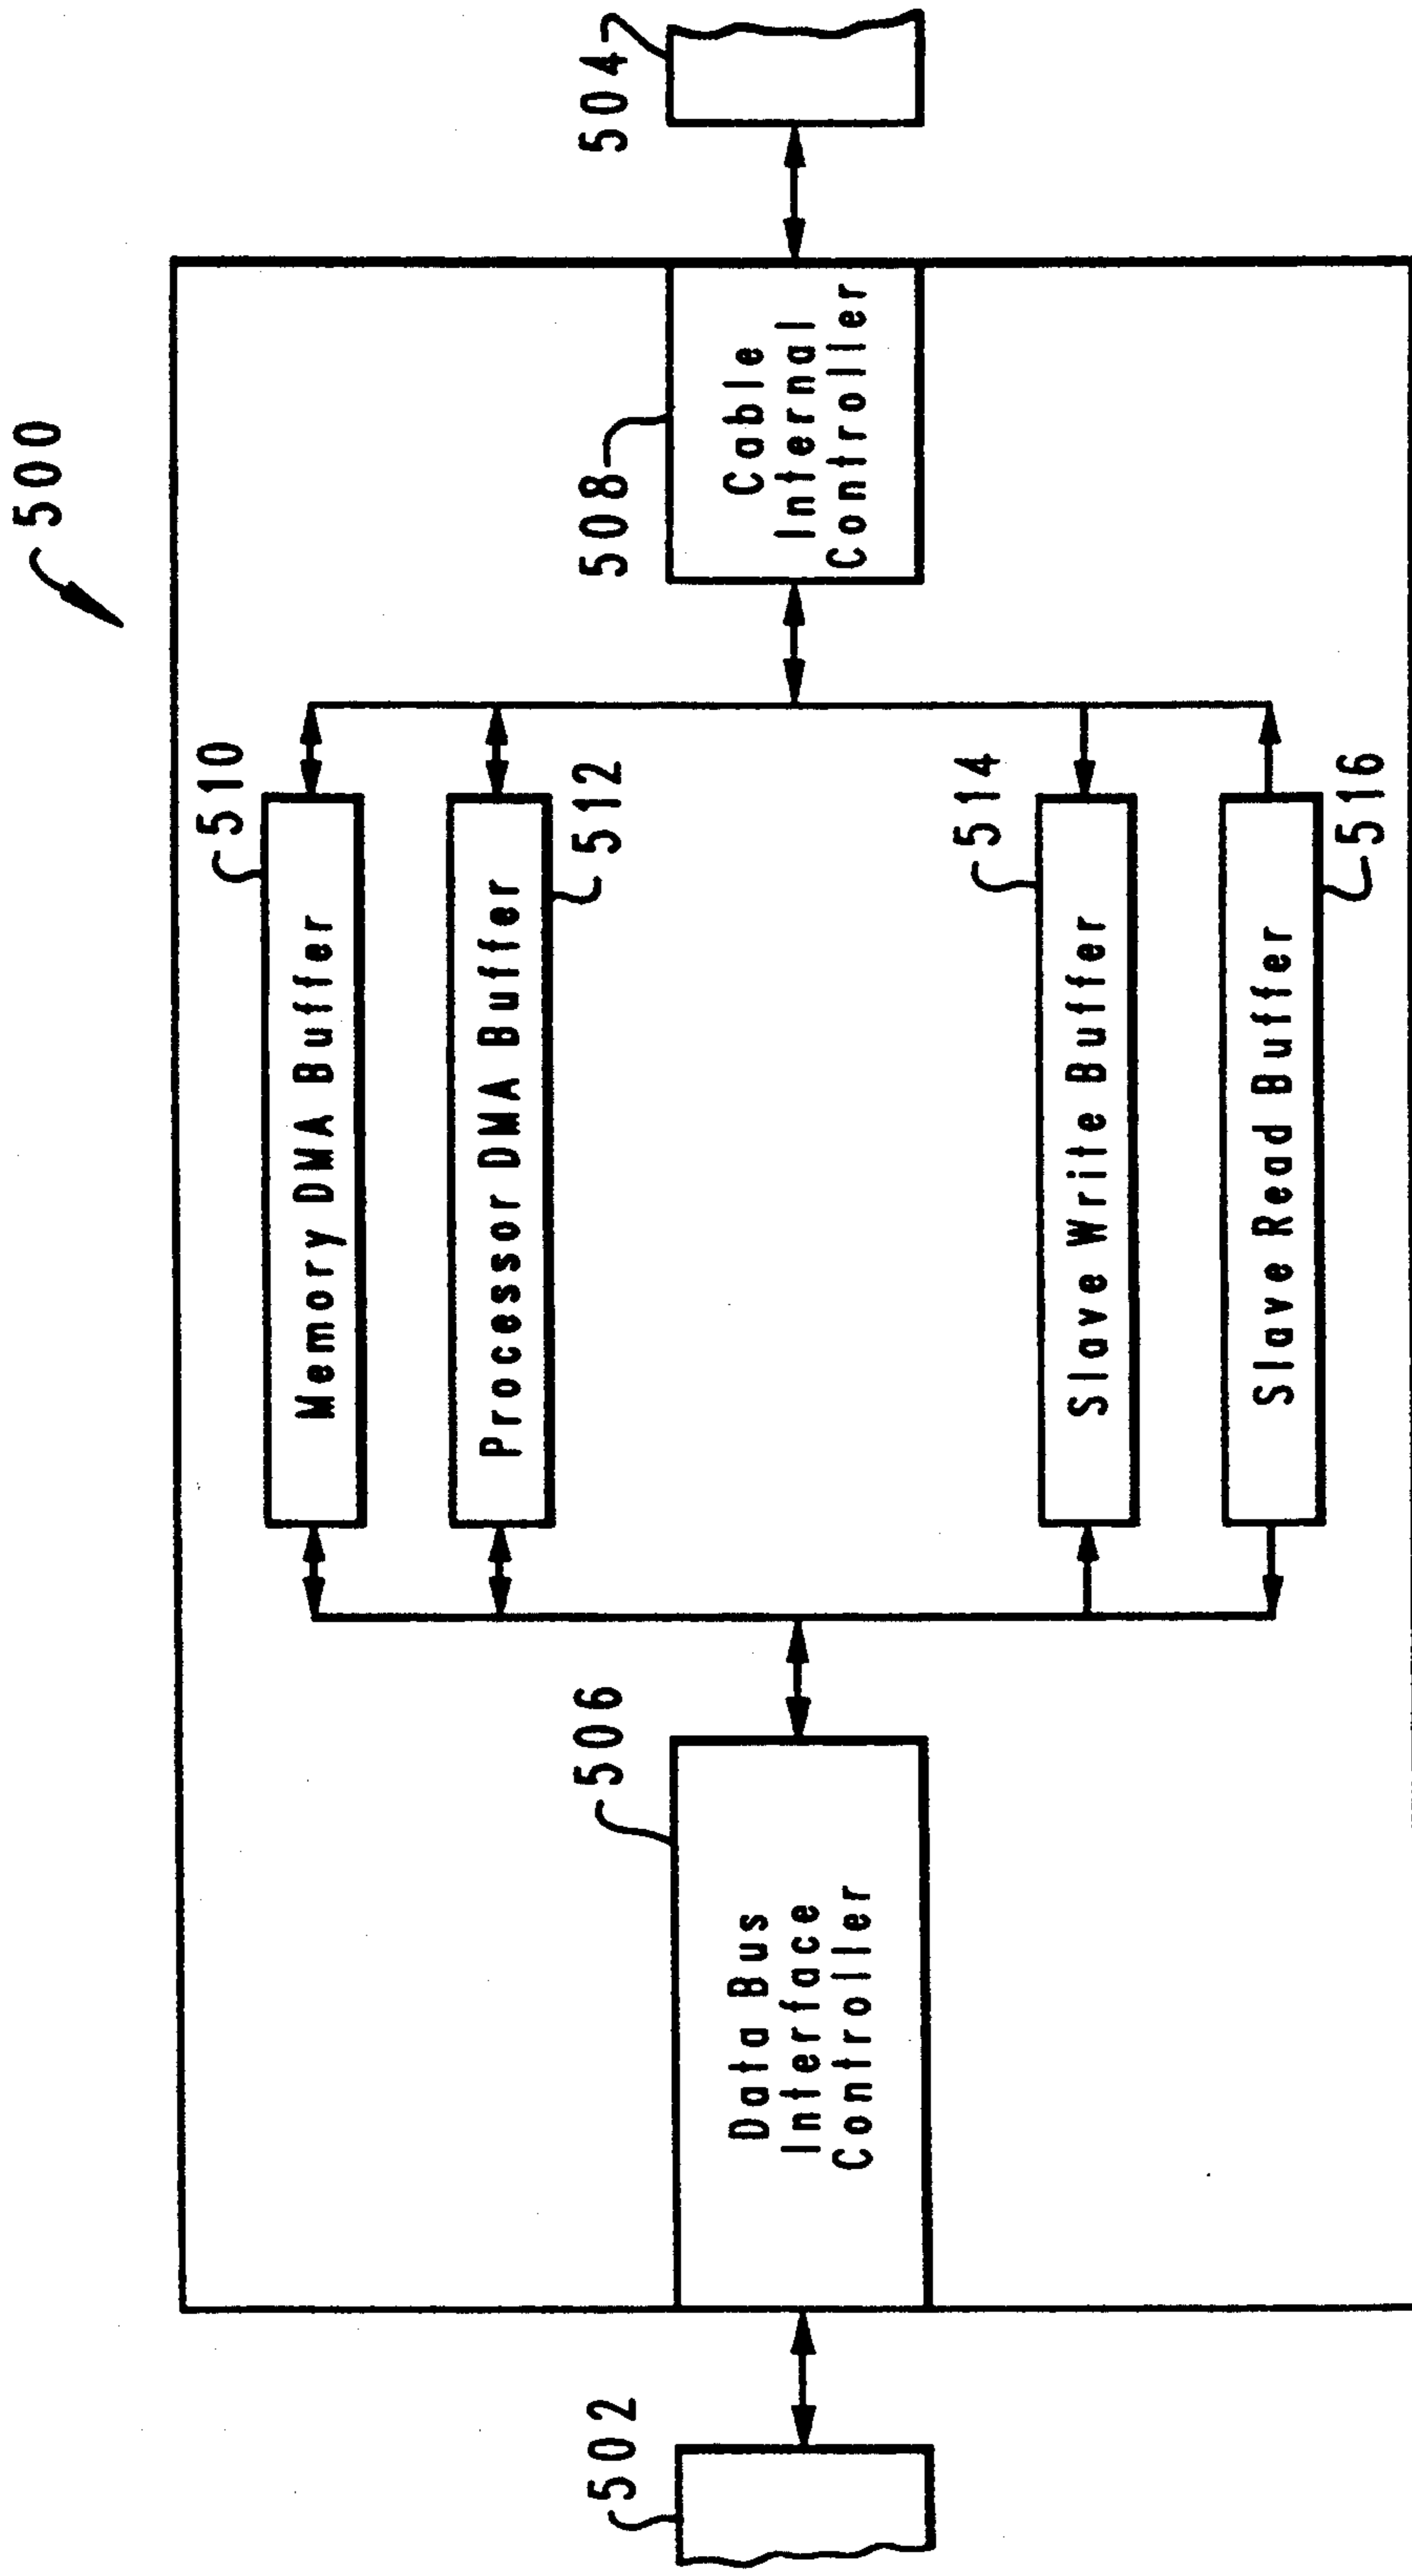 500
510
Memory DMA Buffer
Processor DMA Buffer
512
502
506
Data Bus
Interface
Controller
508
Cable
Internal
Controller
504
514
Slave Write Buffer
Slave Read Buffer
516